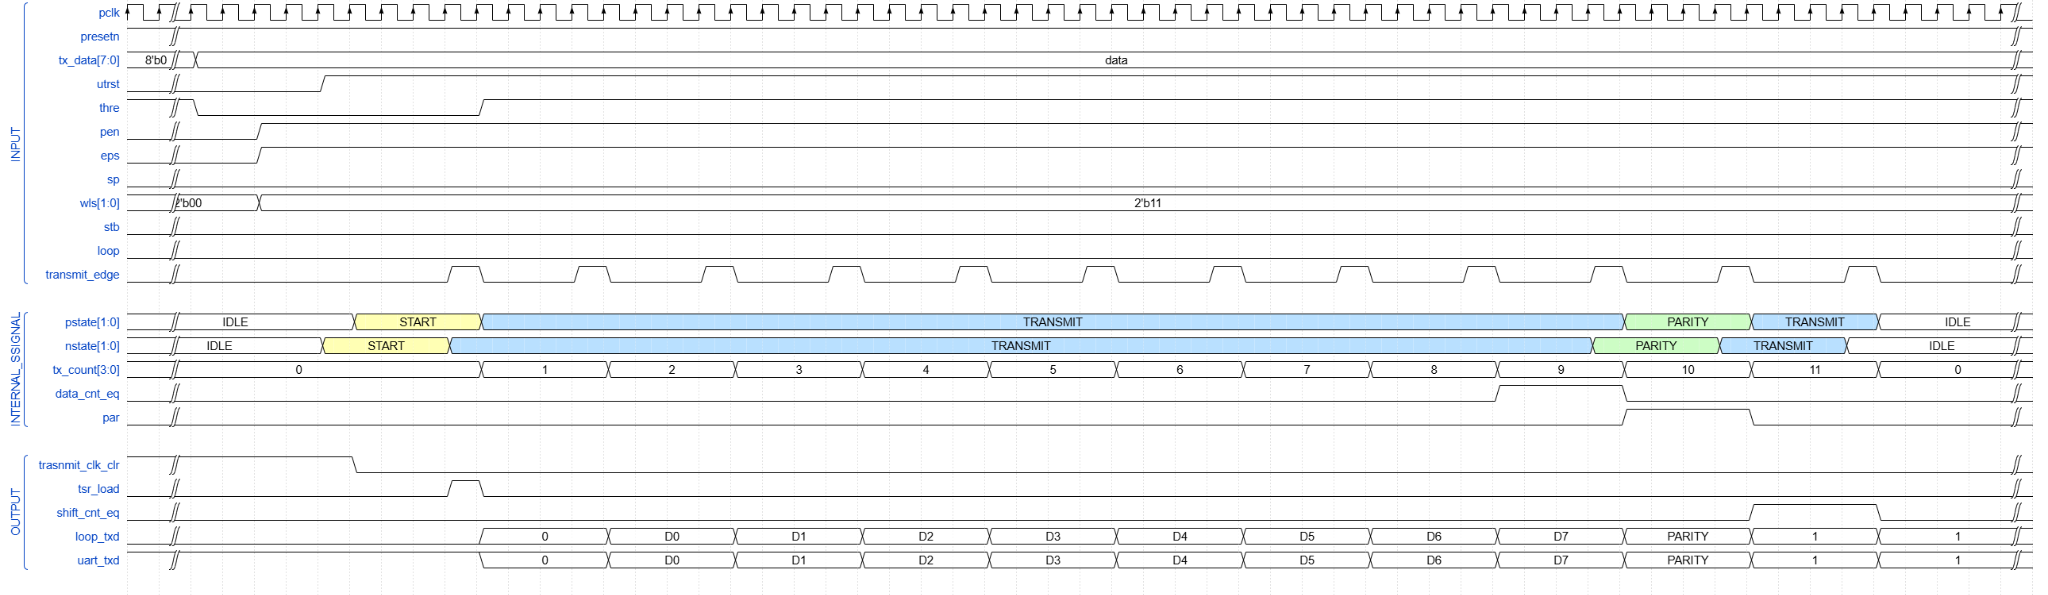 INPUT
pclk
presetn
tx_data[7:0] 8'b0 data
utrst
thre
pen
eps
sp
wls[1:0] 2'b00 2'b11
stb
loop
transmit_edge
INTERNAL_SSIGNAL
pstate[1:0] IDLE START TRANSMIT PARITY TRANSMIT IDLE
nstate[1:0] IDLE START TRANSMIT PARITY TRANSMIT IDLE
tx_count[3:0] 0 1 2 3 4 5 6 7 8 9 10 11 0
data_cnt_eq
par
OUTPUT
trasnmit_clk_clr
tsr_load
shift_cnt_eq
loop_txd 0 D0 D1 D2 D3 D4 D5 D6 D7 PARITY 1 1
uart_txd 0 D0 D1 D2 D3 D4 D5 D6 D7 PARITY 1 1